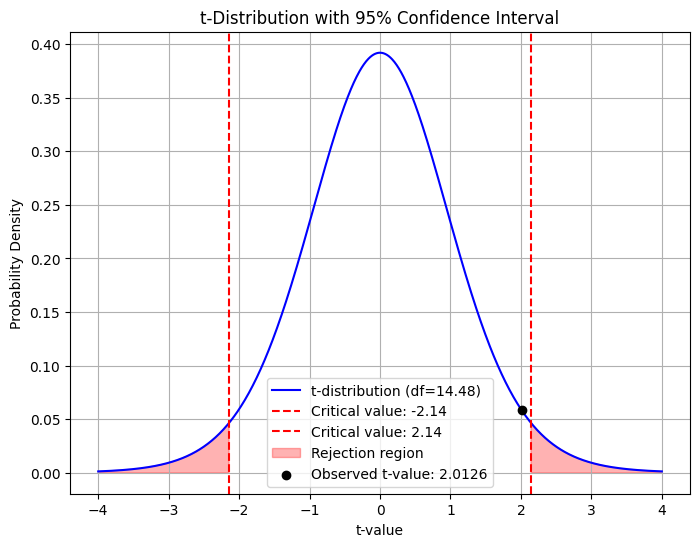 t-Distribution with 95% Confidence Interval
0.40
0.35
0.30
0.25
0.20
0.15
0.10
0.05
0.00
Probability Density
t-distribution (df=14.48)
Critical value: -2.14
Critical value: 2.14
Rejection region
Observed t-value: 2.0126
−4
−3
−2
−1
0
1
2
3
4
t-value